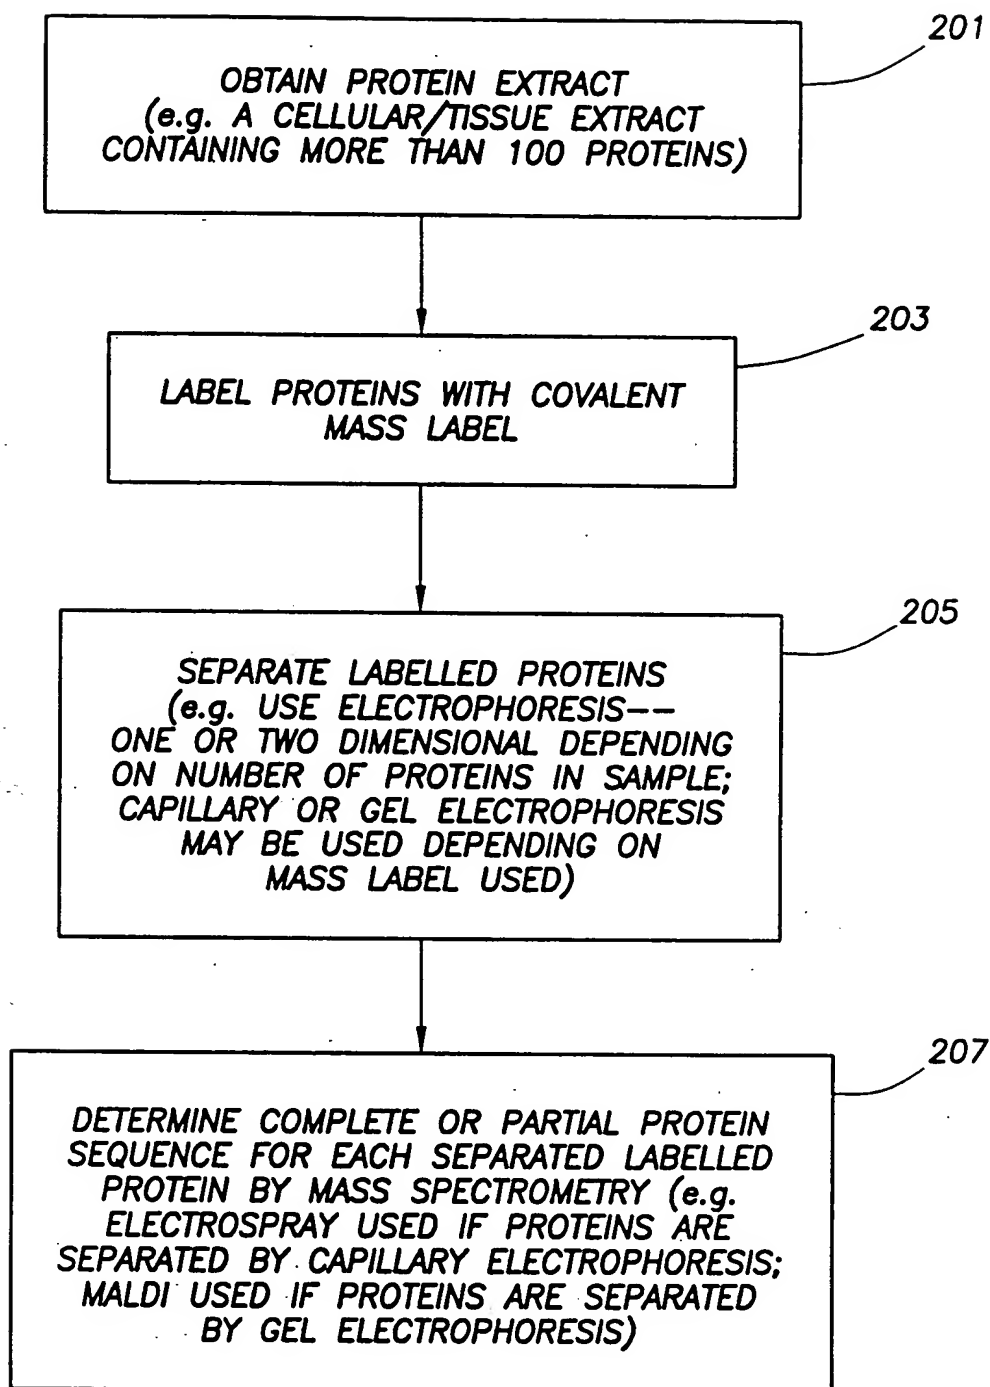 201
OBTAIN PROTEIN EXTRACT
(e.g. A CELLULAR/TISSUE EXTRACT
CONTAINING MORE THAN 100 PROTEINS)
203
LABEL PROTEINS WITH COVALENT
MASS LABEL
205
SEPARATE LABELLED PROTEINS
(e.g. USE ELECTROPHORESIS--
ONE OR TWO DIMENSIONAL DEPENDING
ON NUMBER OF PROTEINS IN SAMPLE;
CAPILLARY OR GEL ELECTROPHORESIS
MAY BE USED DEPENDING ON
MASS LABEL USED)
207
DETERMINE COMPLETE OR PARTIAL PROTEIN
SEQUENCE FOR EACH SEPARATED LABELLED
PROTEIN BY MASS SPECTROMETRY (e.g.
ELECTROSPRAY USED IF PROTEINS ARE
SEPARATED BY CAPILLARY ELECTROPHORESIS;
MALDI USED IF PROTEINS ARE SEPARATED
BY GEL ELECTROPHORESIS)